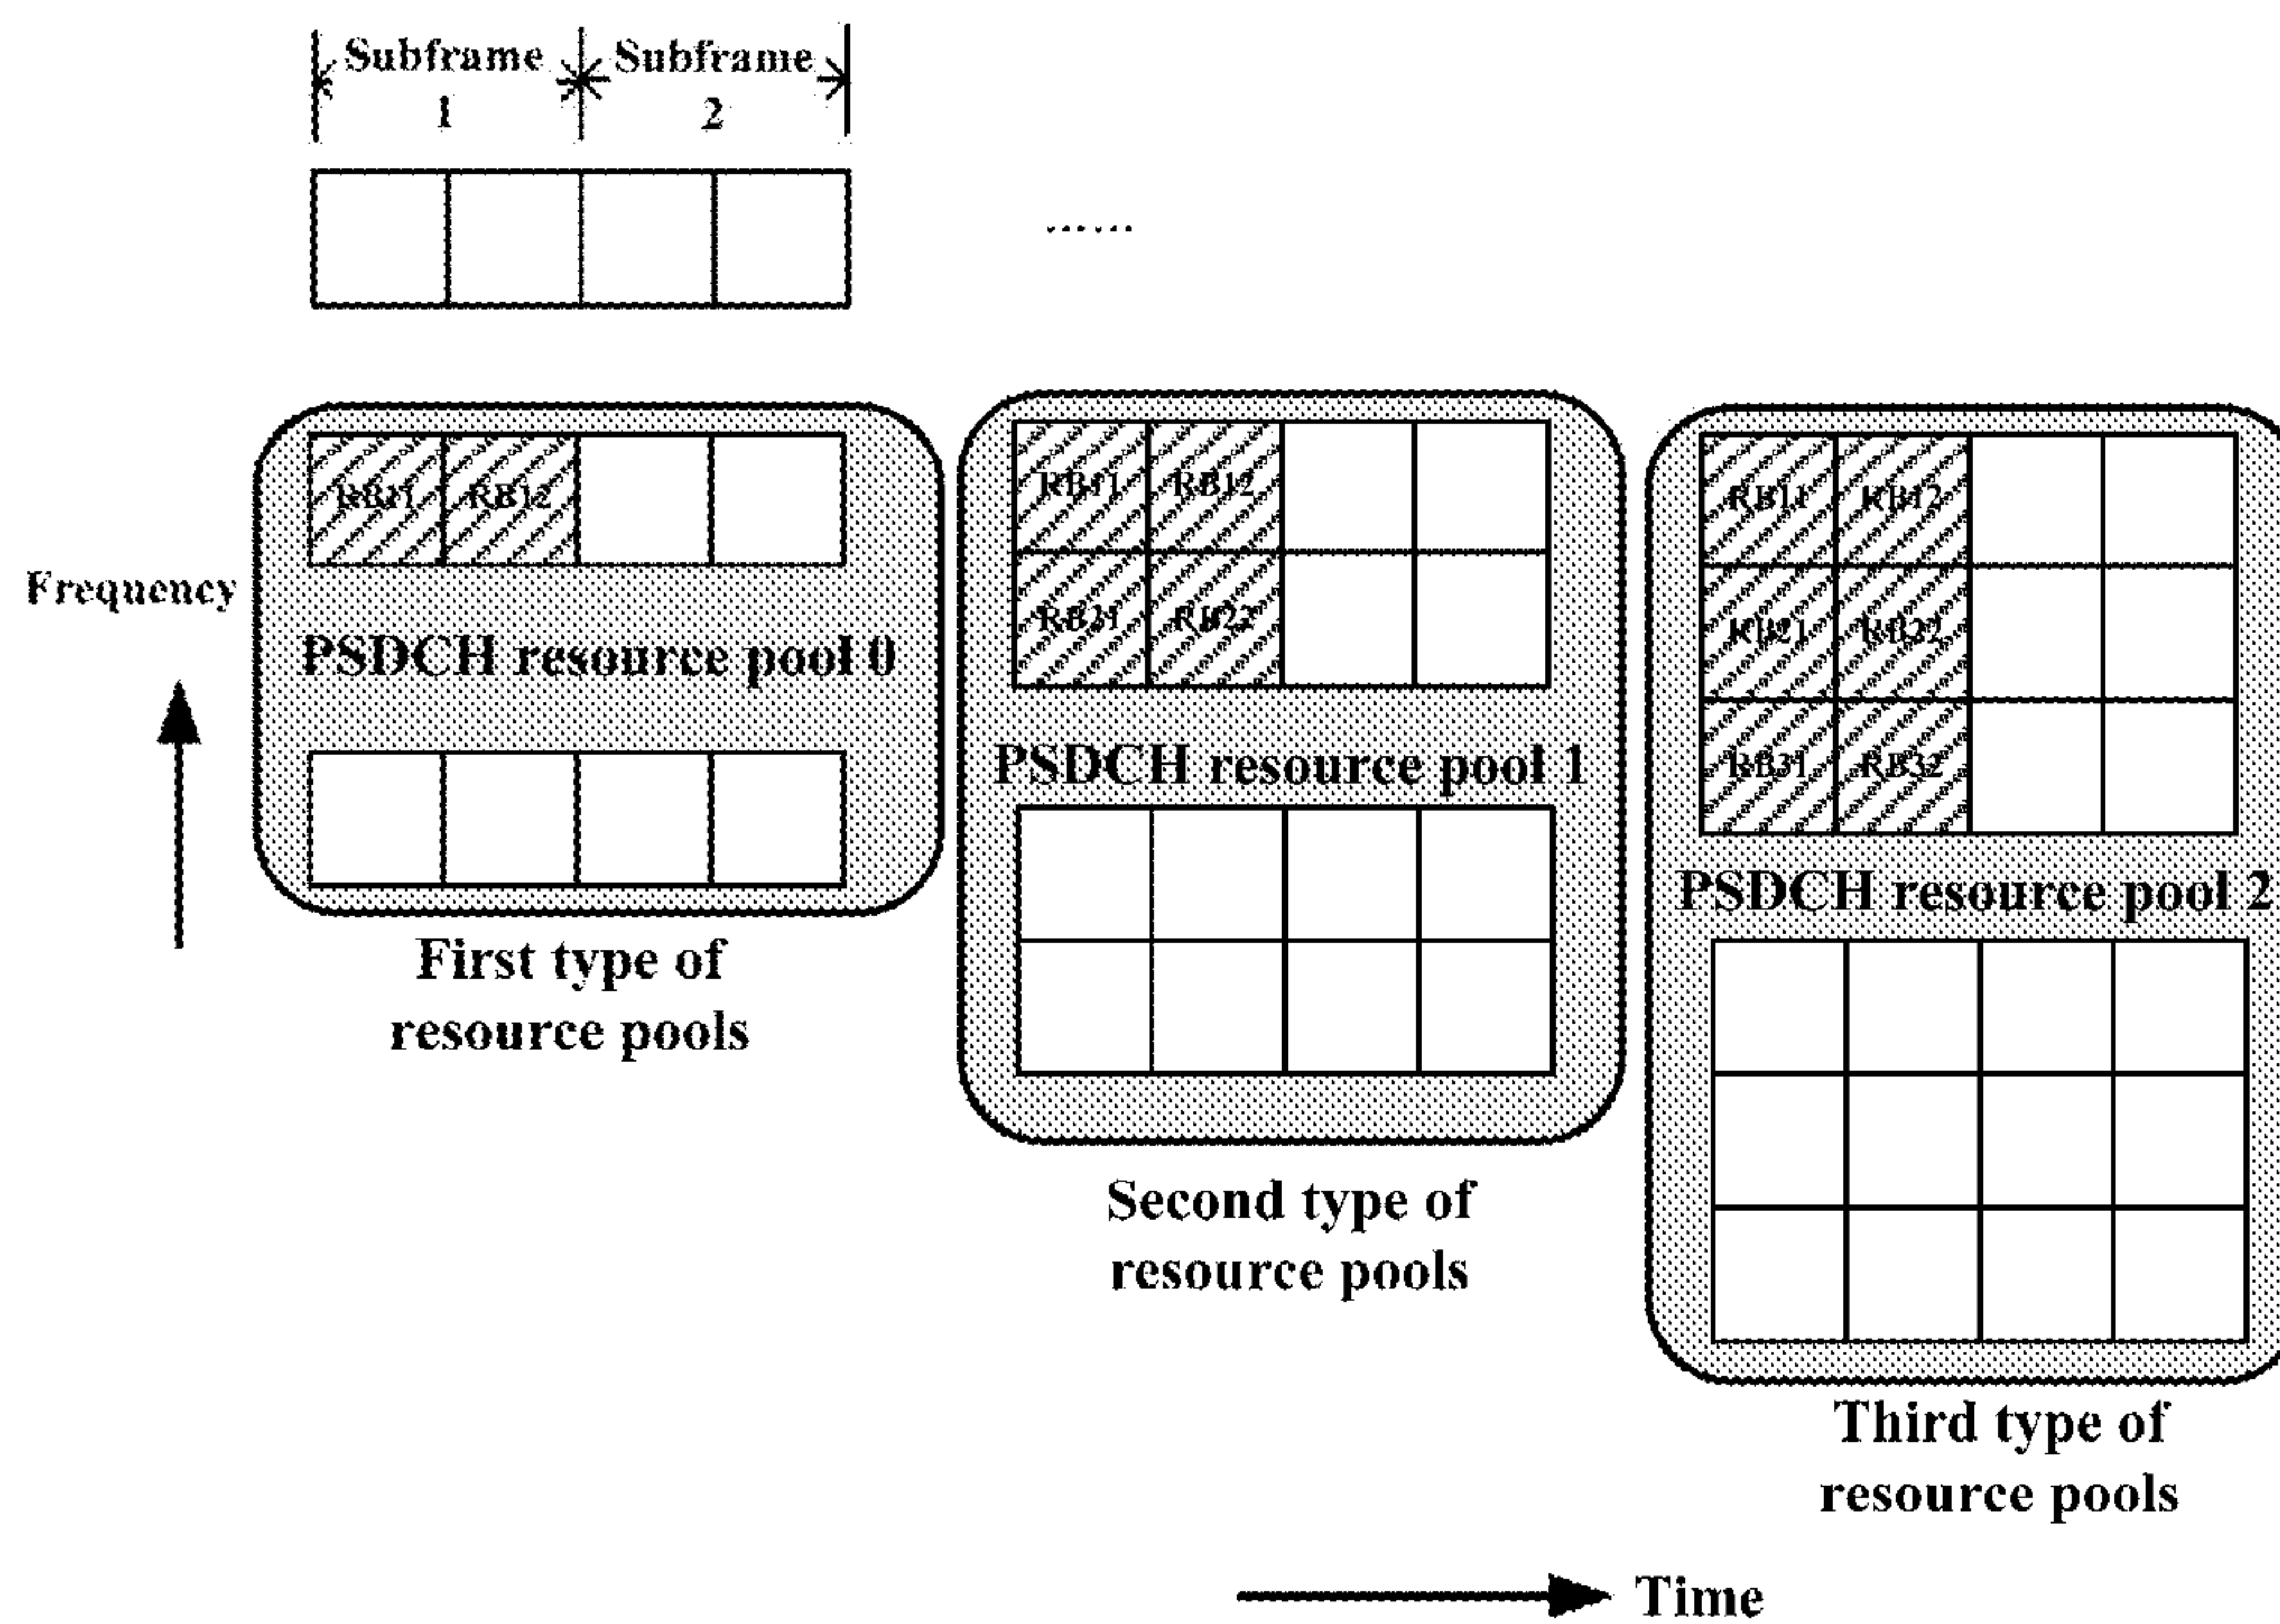 Subframe Subframe
1 2
......
RB11 RB12
Frequency
PSDCH resource pool 0
First type of
resource pools
RB11 RB12
RB21 RB22
PSDCH resource pool 1
Second type of
resource pools
RB11 RB12
RB21 RB22
RB31 RB32
PSDCH resource pool 2
Third type of
resource pools
Time